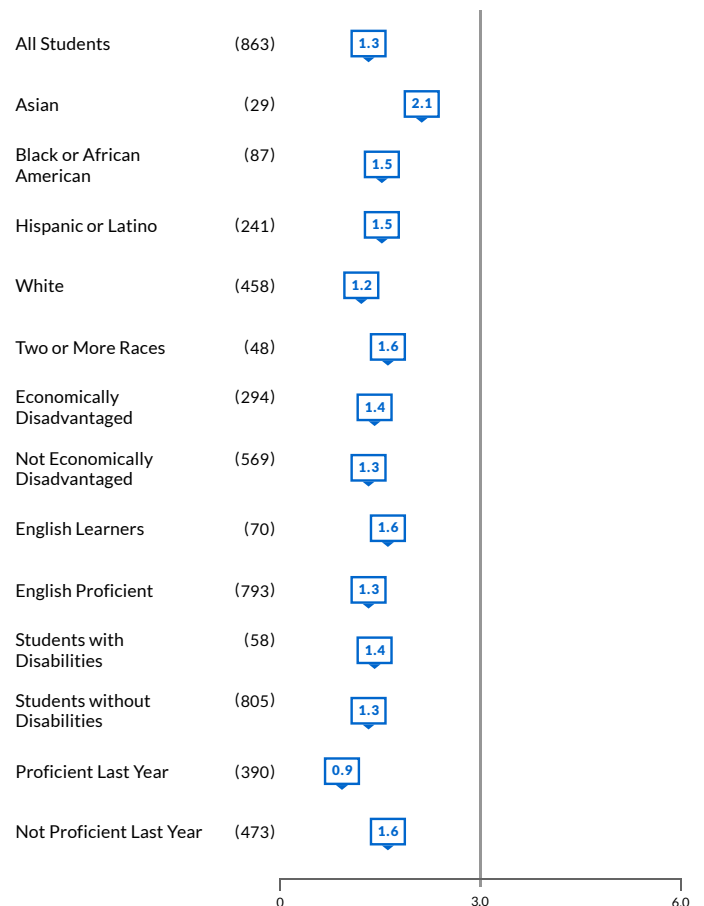 All Students (863) 1.3
Asian (29) 2.1
Black or African (87)
American 1.5
Hispanic or Latino (241) 1.5
White (458) 1.2
Two or More Races (48) 1.6
Economically (294)
Disadvantaged 1.4
Not Economically (569)
Disadvantaged 1.3
English Learners (70) 1.6
English Proficient (793) 1.3
Students with (58)
Disabilities 1.4
Students without (805)
Disabilities 1.3
Proficient Last Year (390) 0.9
Not Proficient Last Year (473) 1.6
0 3.0 6.0